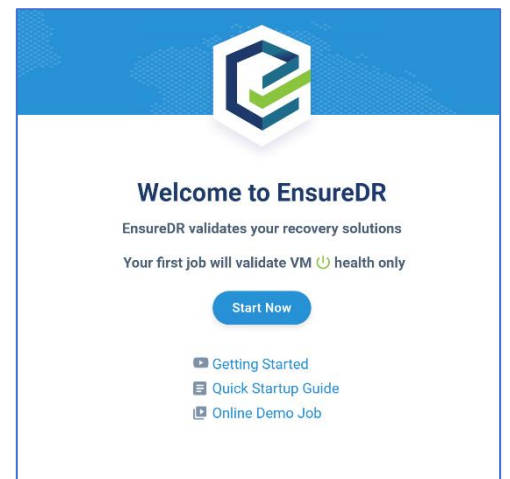 Welcome to EnsureDR
EnsureDR validates your recovery solutions
Your first job will validate VM health only
Start Now
Getting Started
Quick Startup Guide
Online Demo Job